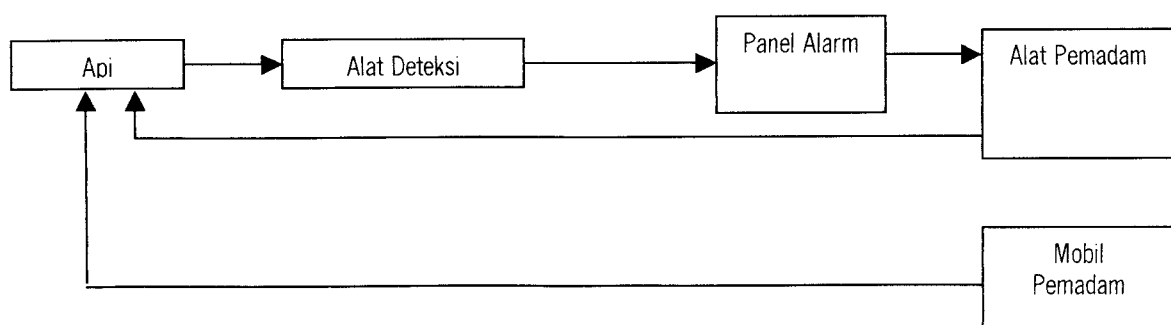 Api
Alat Deteksi
Panel Alarm
Alat Pemadam
Mobil
Pemadam